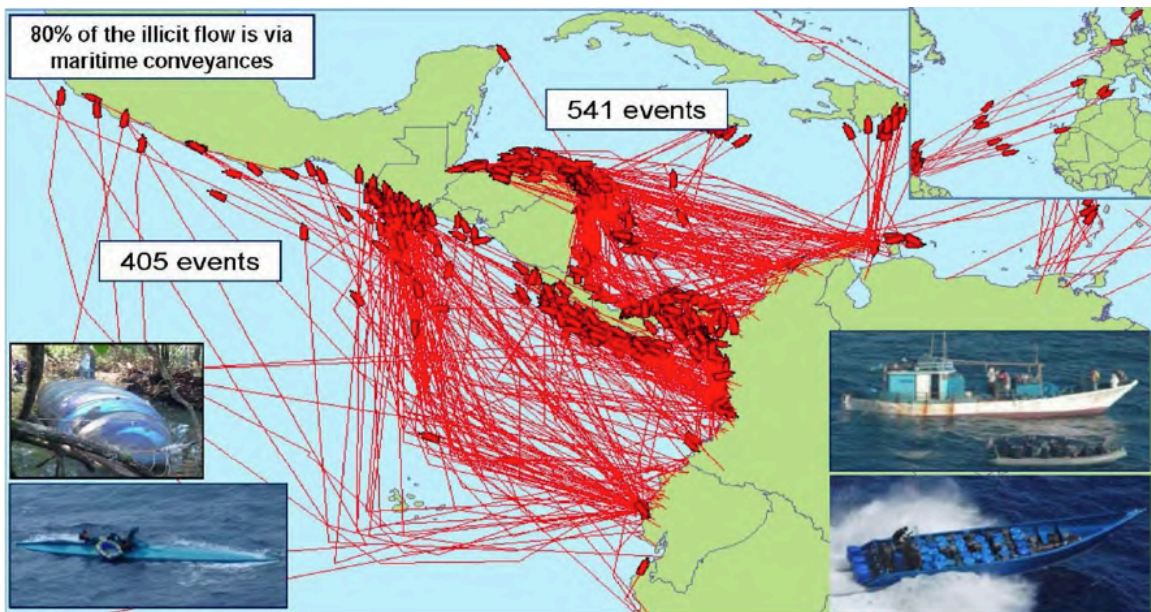 80% of the illicit flow is via
maritime conveyances
541 events
405 events